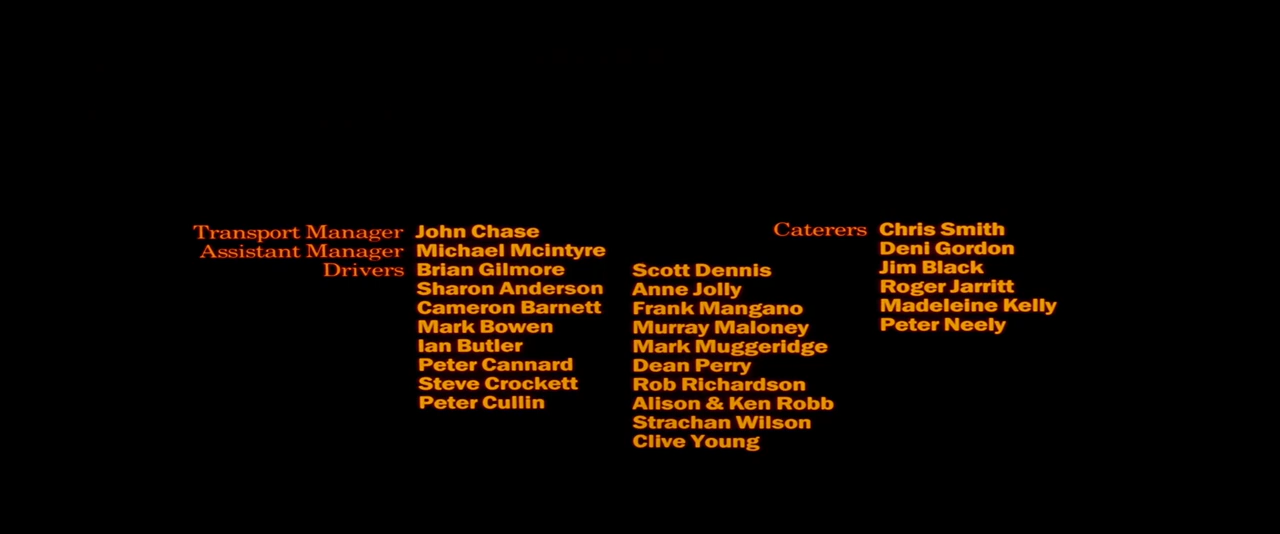 Transport Manager John Chase
Assistant Manager Michael Mcintyre
Drivers Brian Gilmore
Sharon Anderson
Cameron Barnett
Mark Bowen
Ian Butler
Peter Cannard
Steve Crockett
Peter Cullin
Scott Dennis
Anne Jolly
Frank Mangano
Murray Maloney
Mark Muggeridge
Dean Perry
Rob Richardson
Alison & Ken Robb
Strachan Wilson
Clive Young
Caterers Chris Smith
Deni Gordon
Jim Black
Roger Jarritt
Madeleine Kelly
Peter Neely